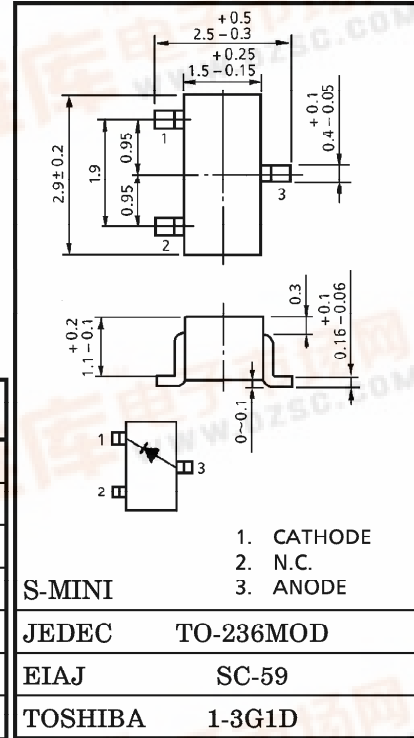 +0.5
2.5-0.3
+0.25
1.5-0.15
2.9±0.2
1.9
0.95
0.95
1
2
3
+0.1
0.4-0.05
+0.2
1.1-0.1
0.3
+0.1
0.16-0.06
0~0.1
1
2
3
1. CATHODE
2. N.C.
3. ANODE
S-MINI
JEDEC TO-236MOD
EIAJ SC-59
TOSHIBA 1-3G1D
WWW.DZSC.COM